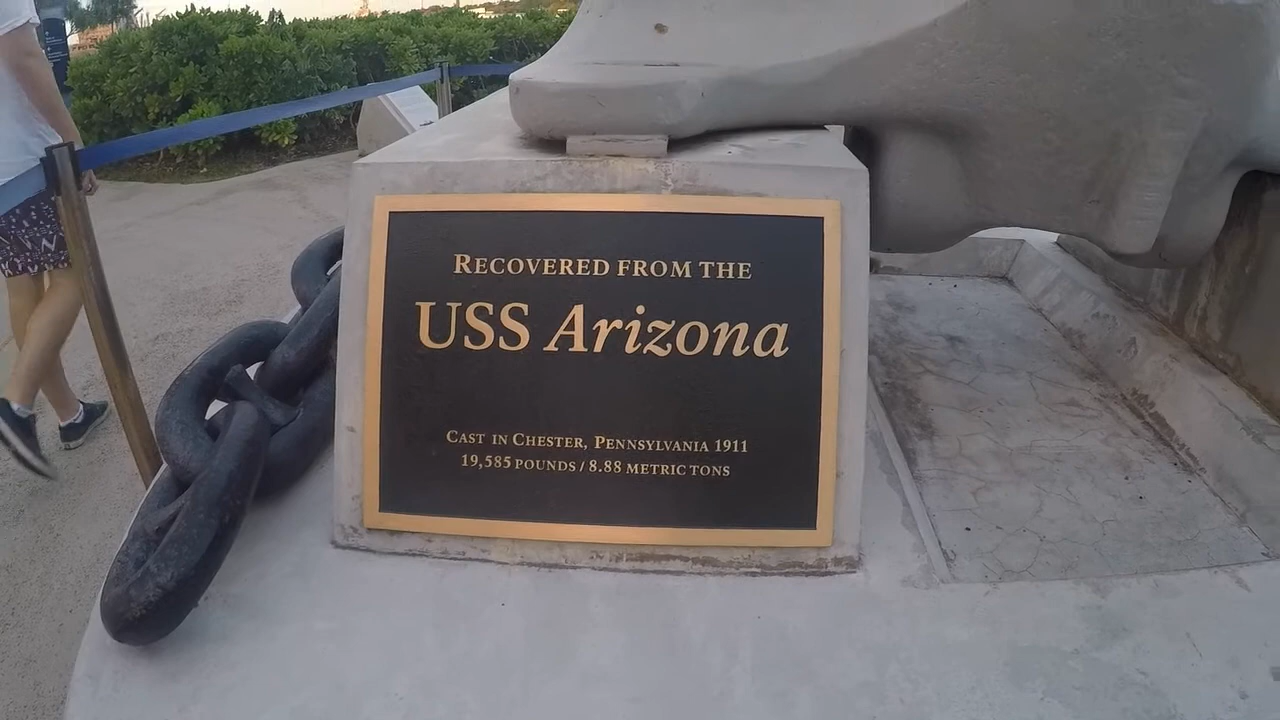 RECOVERED FROM THE
USS Arizona
CAST IN CHESTER, PENNSYLVANIA 1911
19,585 POUNDS / 8.88 METRIC TONS